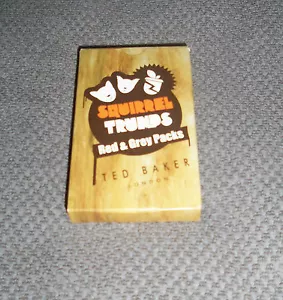 SQUIRREL
TRUMPS
Red & Grey Packs
TED BAKER
LONDON